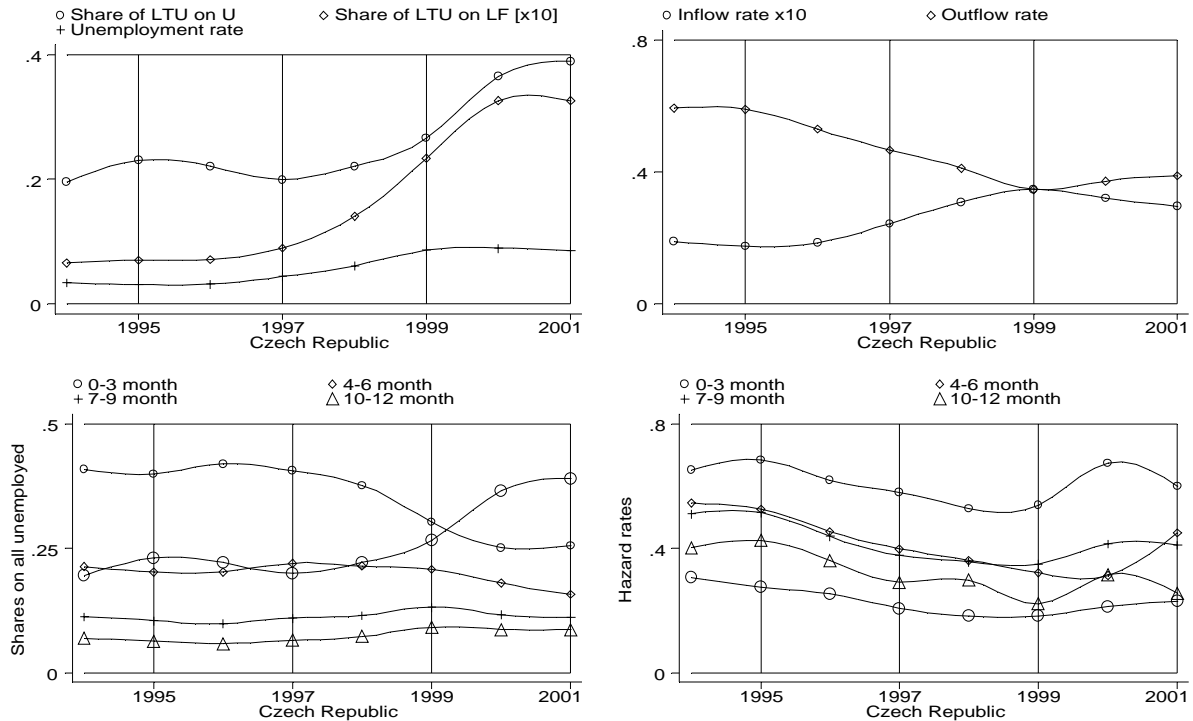 Share of LTU on U
Share of LTU on LF [x10]
Unemployment rate
.4
.2
0
1995
1997
1999
2001
Czech Republic
Inflow rate x10
Outflow rate
.8
.4
0
1995
1997
1999
2001
Czech Republic
0-3 month
4-6 month
7-9 month
10-12 month
Shares on all unemployed
.5
.25
0
1995
1997
1999
2001
Czech Republic
0-3 month
4-6 month
7-9 month
10-12 month
Hazard rates
.8
.4
0
1995
1997
1999
2001
Czech Republic